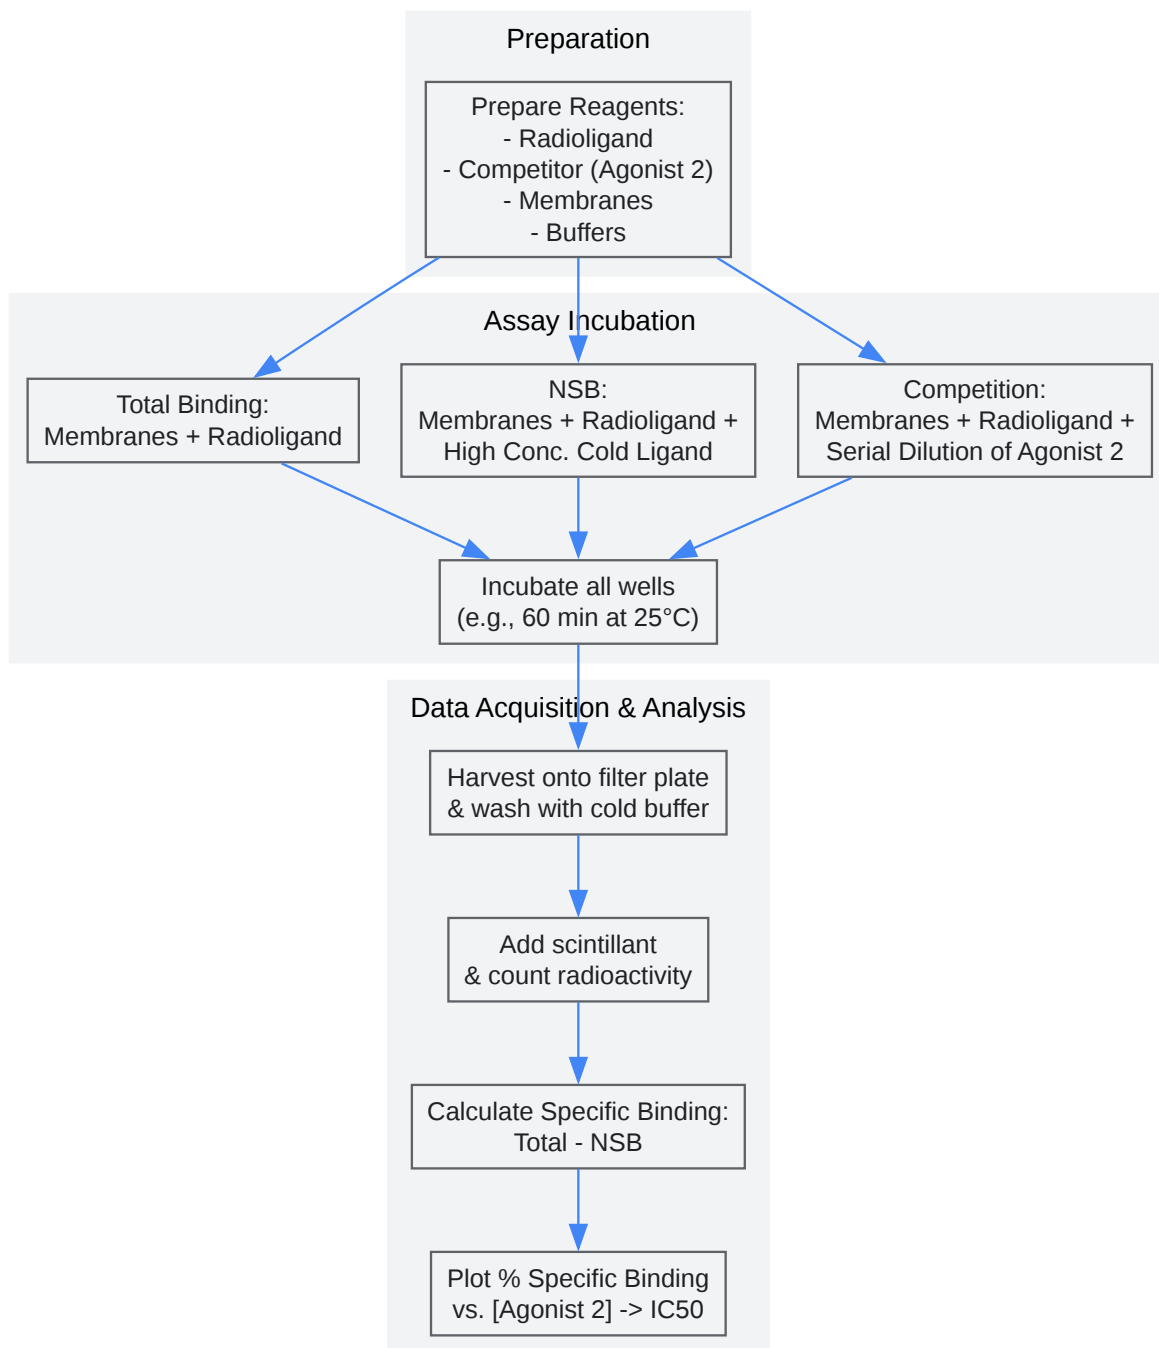 Preparation
Prepare Reagents:
- Radioligand
- Competitor (Agonist 2)
- Membranes
- Buffers
Assay Incubation
Total Binding:
Membranes + Radioligand
NSB:
Membranes + Radioligand +
High Conc. Cold Ligand
Competition:
Membranes + Radioligand +
Serial Dilution of Agonist 2
Incubate all wells
(e.g., 60 min at 25°C)
Data Acquisition & Analysis
Harvest onto filter plate
& wash with cold buffer
Add scintillant
& count radioactivity
Calculate Specific Binding:
Total - NSB
Plot % Specific Binding
vs. [Agonist 2] -> IC50